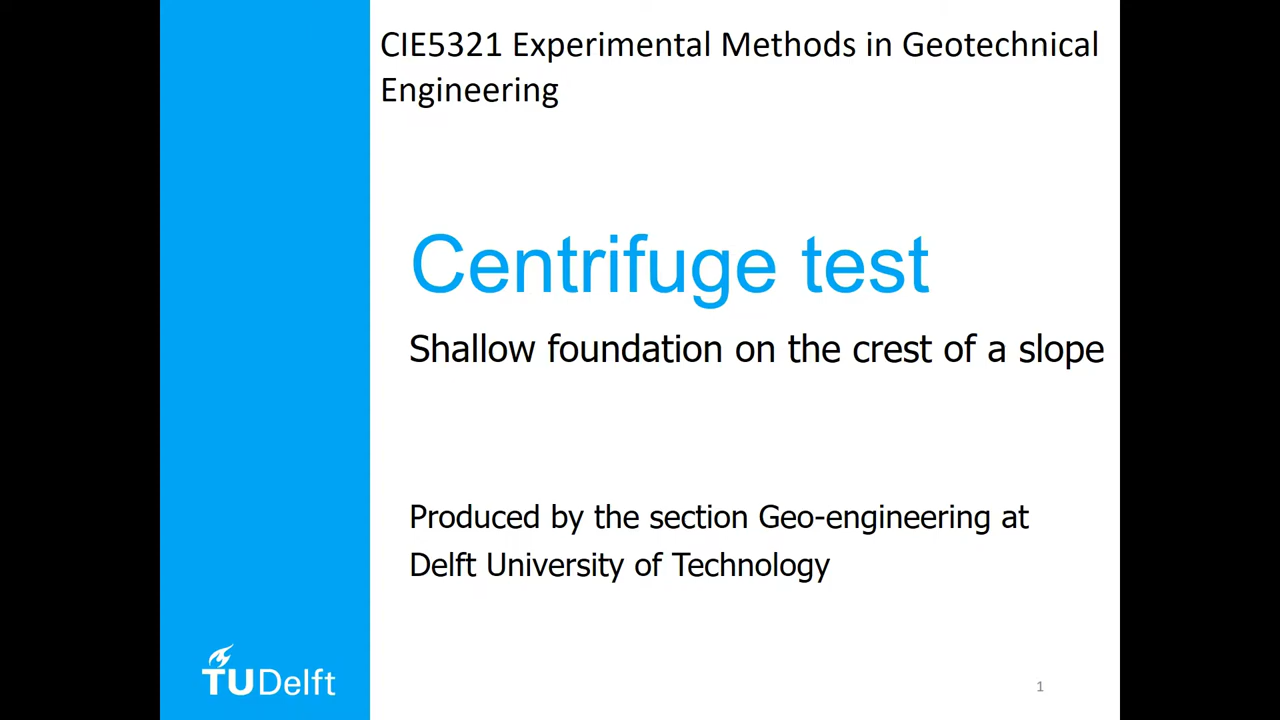 CIE5321 Experimental Methods in Geotechnical
Engineering
Centrifuge test
Shallow foundation on the crest of a slope
Produced by the section Geo-engineering at
Delft University of Technology
TUDelft
1